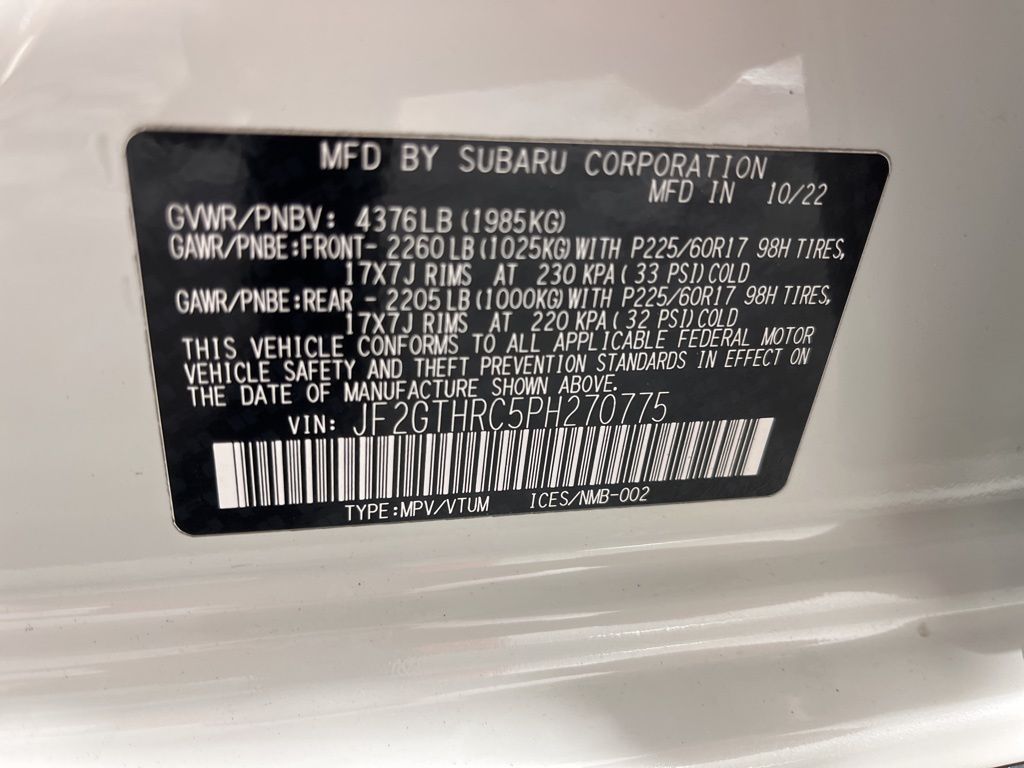 MFD BY SUBARU CORPORATION
MFD IN 10/22
GVWR/PNBV: 4376LB (1985KG)
GAWR/PNBE:FRONT- 2260 LB (1025KG) WITH P225/60R17 98H TIRES,
17X7J RIMS AT 230 KPA ( 33 PSI) COLD
GAWR/PNBE:REAR - 2205 LB (1000KG) WITH P225/60R17 98H TIRES,
17X7J RIMS AT 220 KPA ( 32 PSI) COLD
THIS VEHICLE CONFORMS TO ALL APPLICABLE FEDERAL MOTOR
VEHICLE SAFETY AND THEFT PREVENTION STANDARDS IN EFFECT ON
THE DATE OF MANUFACTURE SHOWN ABOVE.
VIN: JF2GTHRC5PH270775
TYPE:MPV/VTUM ICES/NMB-002